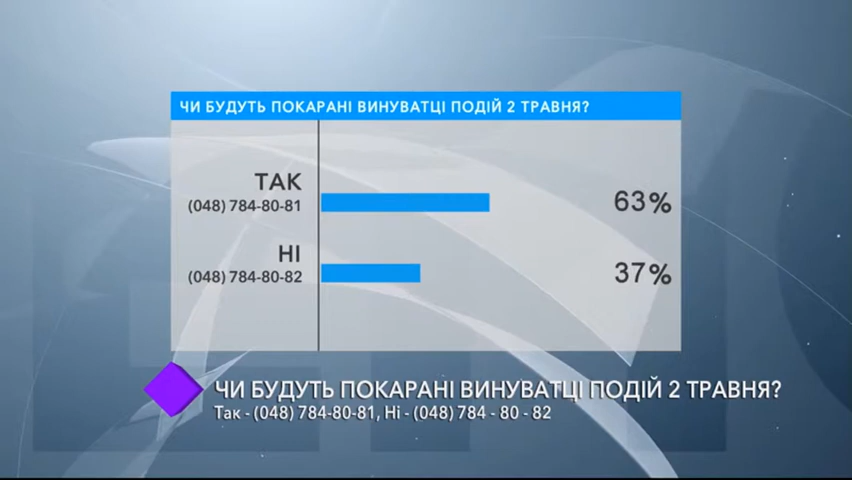 ЧИ БУДУТЬ ПОКАРАНІ ВИНУВАТЦІ ПОДІЙ 2 ТРАВНЯ?
ТАК
(048) 784-80-81
63%
НІ
(048) 784-80-82
37%
ЧИ БУДУТЬ ПОКАРАНІ ВИНУВАТЦІ ПОДІЙ 2 ТРАВНЯ?
Так - (048) 784-80-81, Ні - (048) 784 - 80 - 82